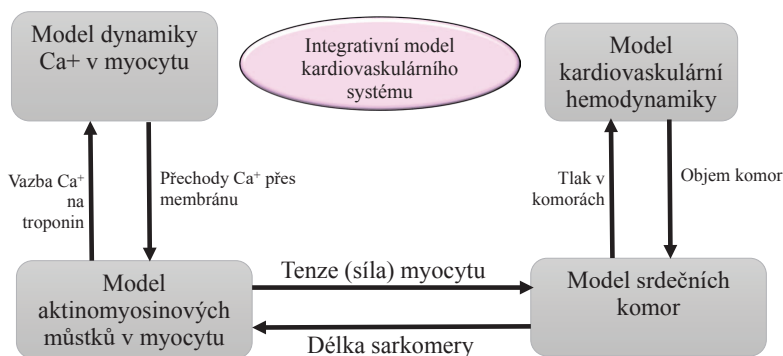 Model dynamiky
Ca+ v myocytu
Integrativní model
kardiovaskulárního
systému
Model
kardiovaskulární
hemodynamiky
Vazba Ca⁺
na
troponin
Přechody Ca⁺ přes
membránu
Tlak v
komorách
Objem komor
Model
aktinomyosinových
můstků v myocytu
Tenze (síla) myocytu
Délka sarkomery
Model srdečních
komor